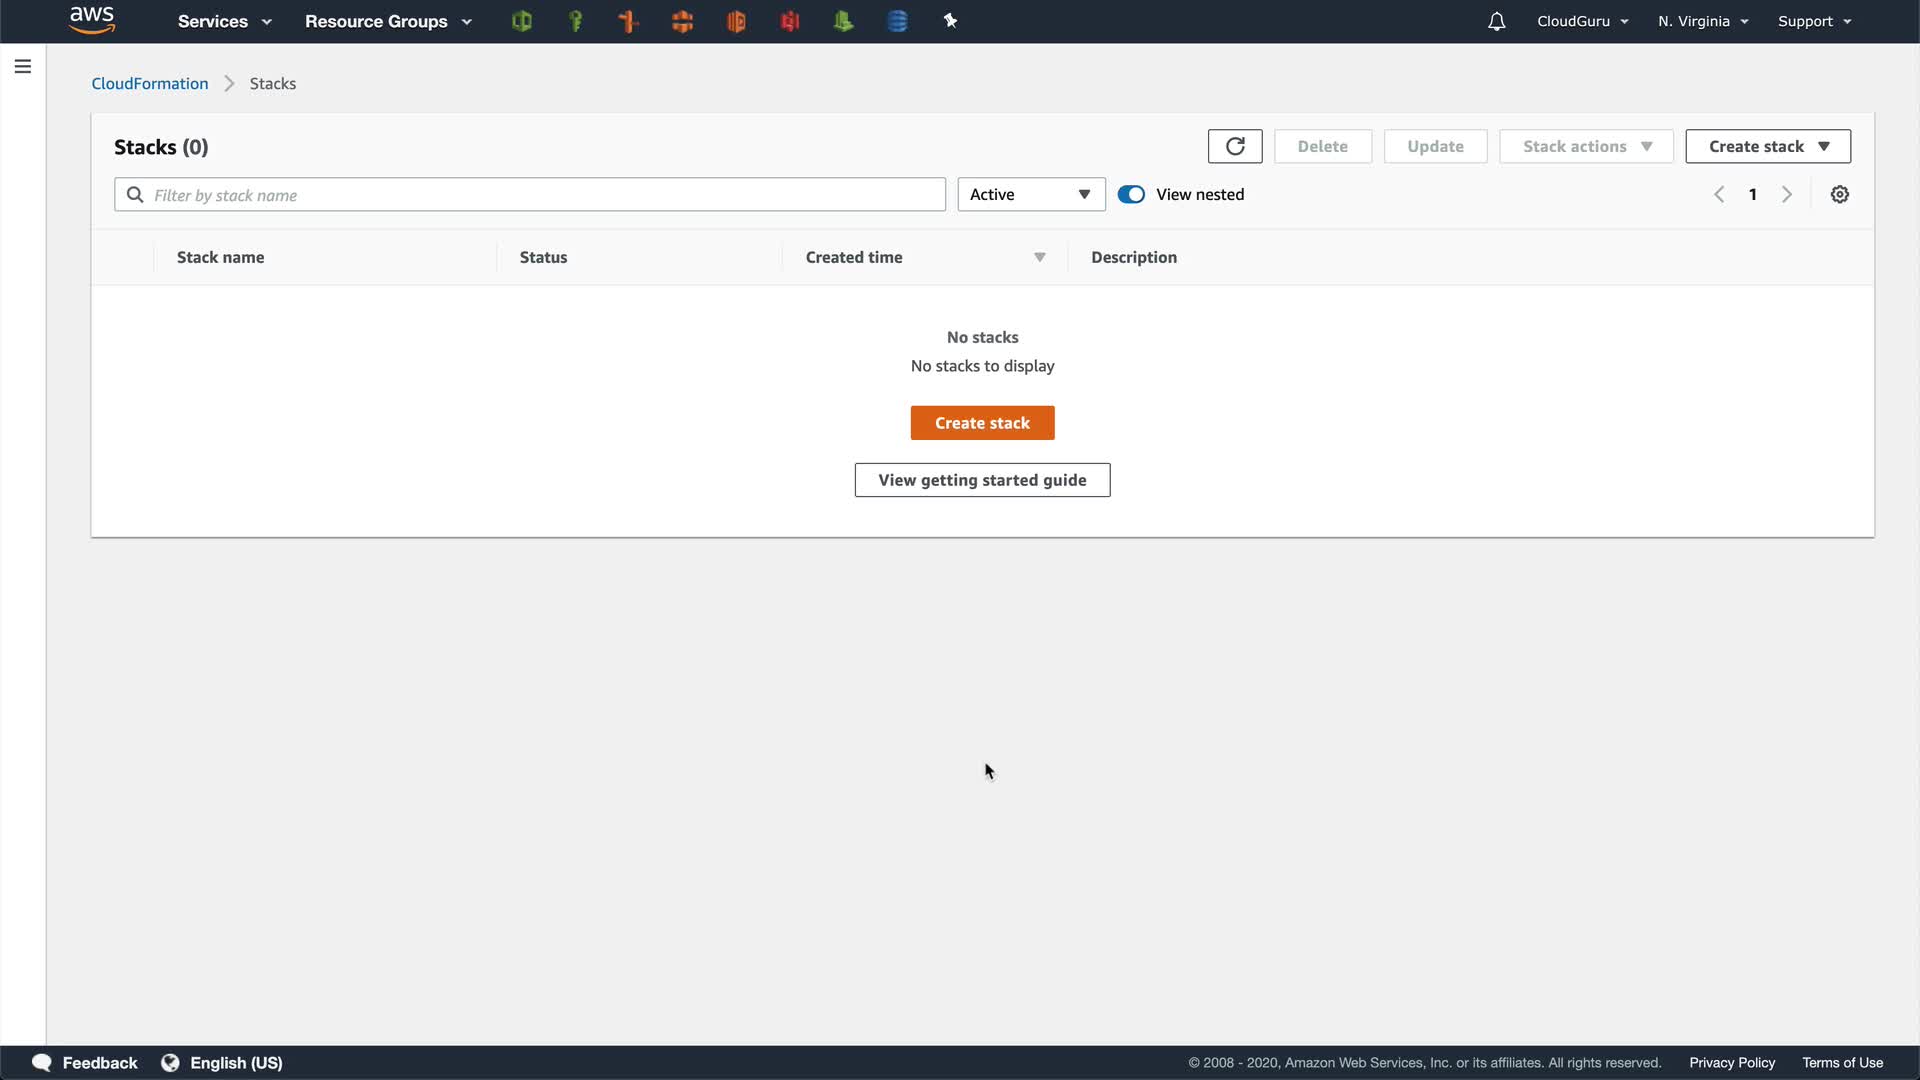 aws Services Resource Groups CloudGuru N. Virginia Support
CloudFormation Stacks
Stacks (0) Delete Update Stack actions Create stack
Filter by stack name Active View nested 1
Stack name Status Created time Description
No stacks
No stacks to display
Create stack
View getting started guide
Feedback English (US) © 2008 - 2020, Amazon Web Services, Inc. or its affiliates. All rights reserved. Privacy Policy Terms of Use